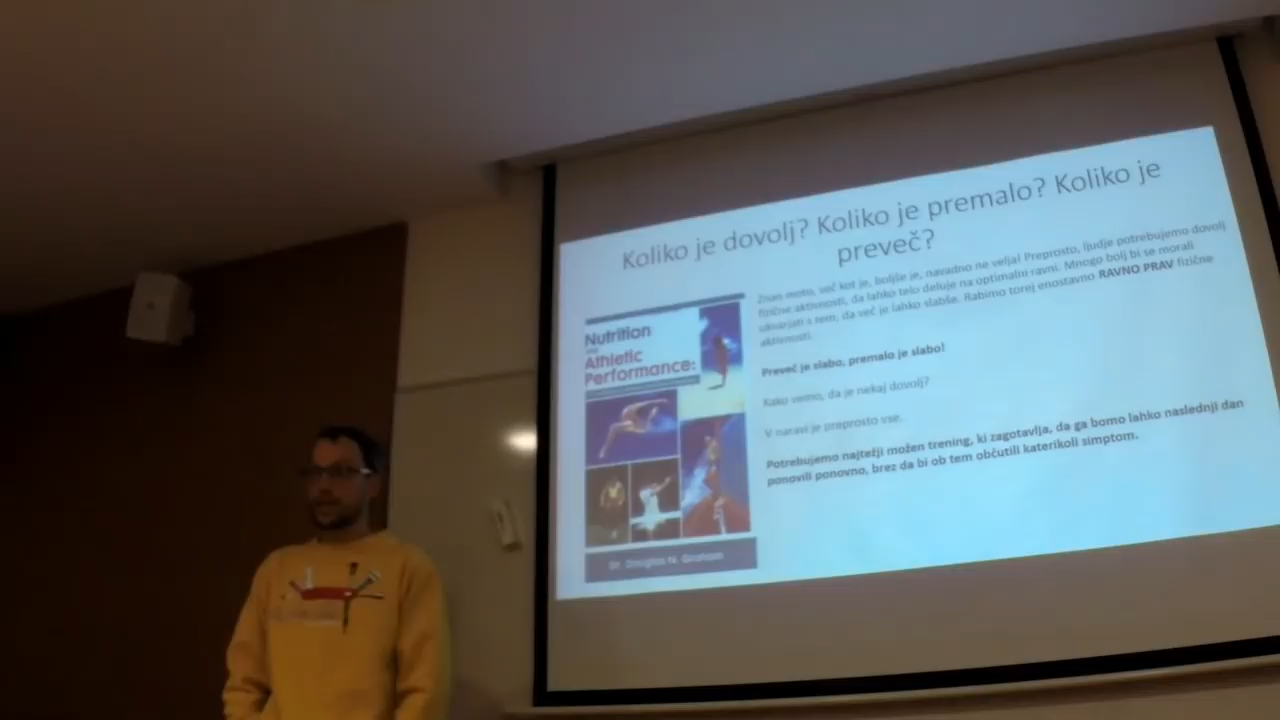 Koliko je dovolj? Koliko je premalo? Koliko je
preveč?
Znan moto, več kot je, boljše je, navadno ne velja! Preprosto, ljudje potrebujemo dovolj
fizične aktivnosti, da lahko telo deluje na optimalni ravni. Mnogo bolj bi se morali
ukvarjati s tem, da več je lahko slabše. Rabimo torej enostavno RAVNO PRAV fizične
aktivnosti.
Preveč je slabo, premalo je slabo!
Kako vemo, da je nekaj dovolj?
V naravi je preprosto vse.
Potrebujemo najtežji možen trening, ki zagotavlja, da ga bomo lahko naslednji dan
ponovili ponovno, brez da bi ob tem občutili katerikoli simptom.
Nutrition
and
Athletic
Performance:
Dr. Douglas N. Graham